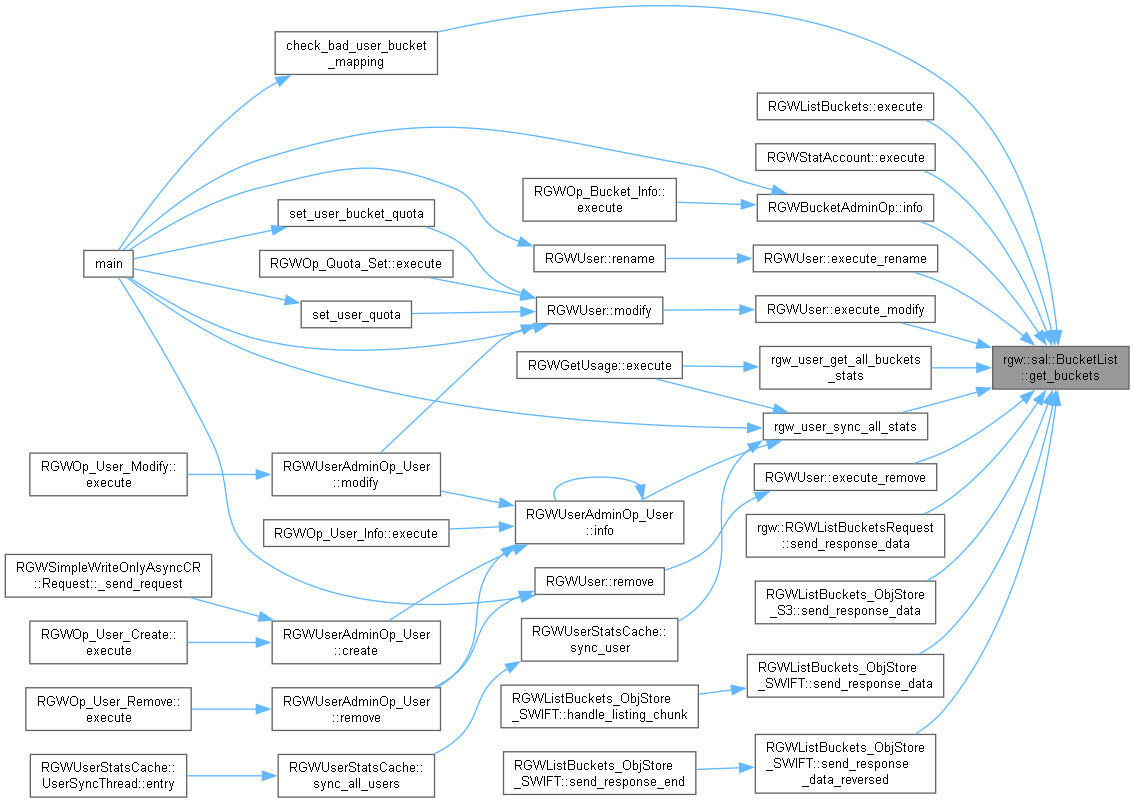 check_bad_user_bucket
_mapping
RGWListBuckets::execute
RGWStatAccount::execute
RGWOp_Bucket_Info::
execute
RGWBucketAdminOp::info
set_user_bucket_quota
main
RGWOp_Quota_Set::execute
RGWUser::rename
RGWUser::execute_rename
set_user_quota
RGWUser::modify
RGWUser::execute_modify
rgw::sal::BucketList
::get_buckets
RGWGetUsage::execute
rgw_user_get_all_buckets
_stats
rgw_user_sync_all_stats
RGWOp_User_Modify::
execute
RGWUserAdminOp_User
::modify
RGWUser::execute_remove
RGWOp_User_Info::execute
RGWUserAdminOp_User
::info
rgw::RGWListBucketsRequest
::send_response_data
RGWSimpleWriteOnlyAsyncCR
::Request::_send_request
RGWUser::remove
RGWListBuckets_ObjStore
_S3::send_response_data
RGWOp_User_Create::
execute
RGWUserAdminOp_User
::create
RGWUserStatsCache::
sync_user
RGWListBuckets_ObjStore
_SWIFT::send_response_data
RGWOp_User_Remove::
execute
RGWUserAdminOp_User
::remove
RGWListBuckets_ObjStore
_SWIFT::handle_listing_chunk
RGWUserStatsCache::
UserSyncThread::entry
RGWUserStatsCache::
sync_all_users
RGWListBuckets_ObjStore
_SWIFT::send_response_end
RGWListBuckets_ObjStore
_SWIFT::send_response
_data_reversed